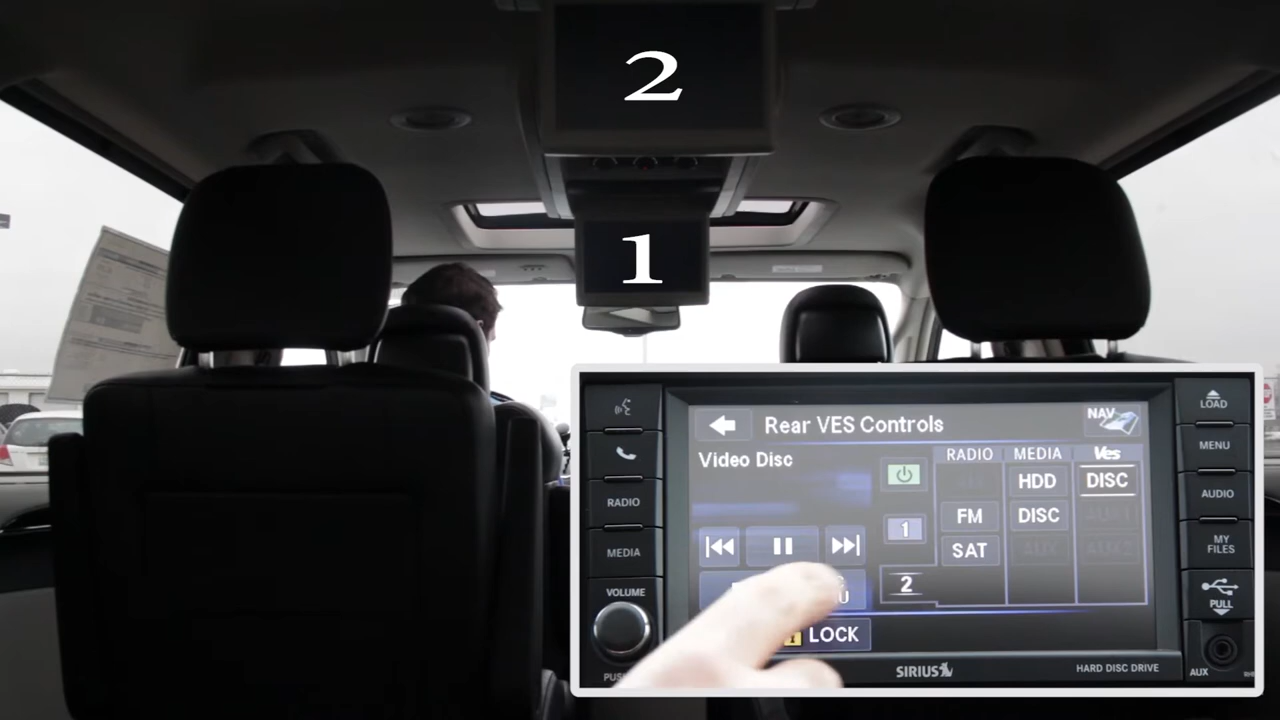 2
1
Rear VES Controls
NAV
Video Disc
RADIO
MEDIA
Ves
HDD
DISC
1
FM
DISC
SAT
2
LOCK
RADIO
MEDIA
VOLUME
LOAD
MENU
AUDIO
MY
FILES
PULL
AUX
SIRIUS
HARD DISC DRIVE